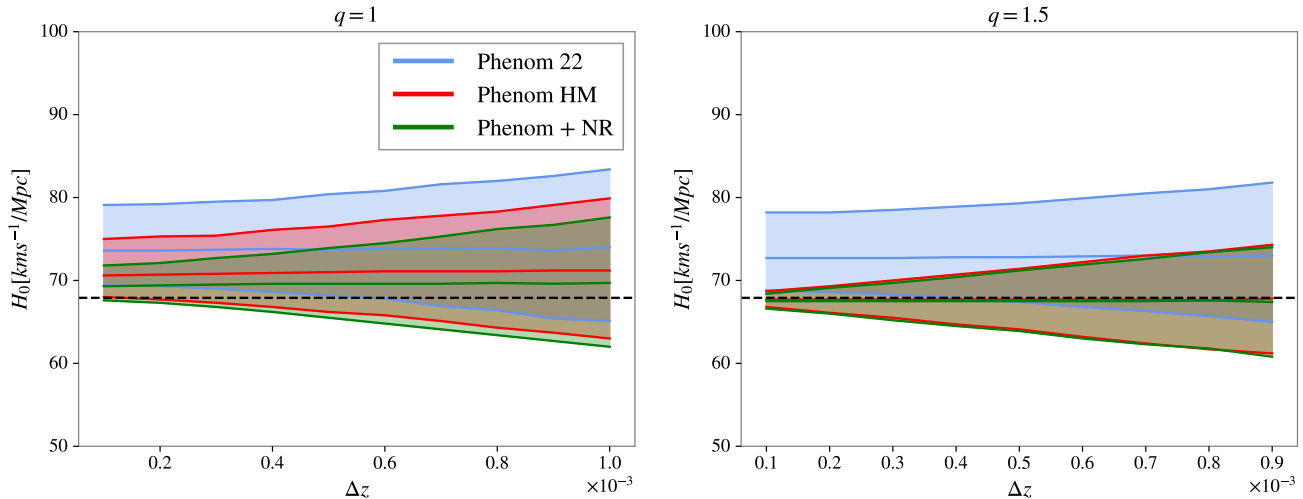 q = 1
100
90
80
70
60
50
H₀[kms⁻¹/Mpc]
Phenom 22
Phenom HM
Phenom + NR
0.2 0.4 0.6 0.8 1.0
Δz
×10⁻³
q = 1.5
100
90
80
70
60
50
H₀[kms⁻¹/Mpc]
0.1 0.2 0.3 0.4 0.5 0.6 0.7 0.8 0.9
Δz
×10⁻³